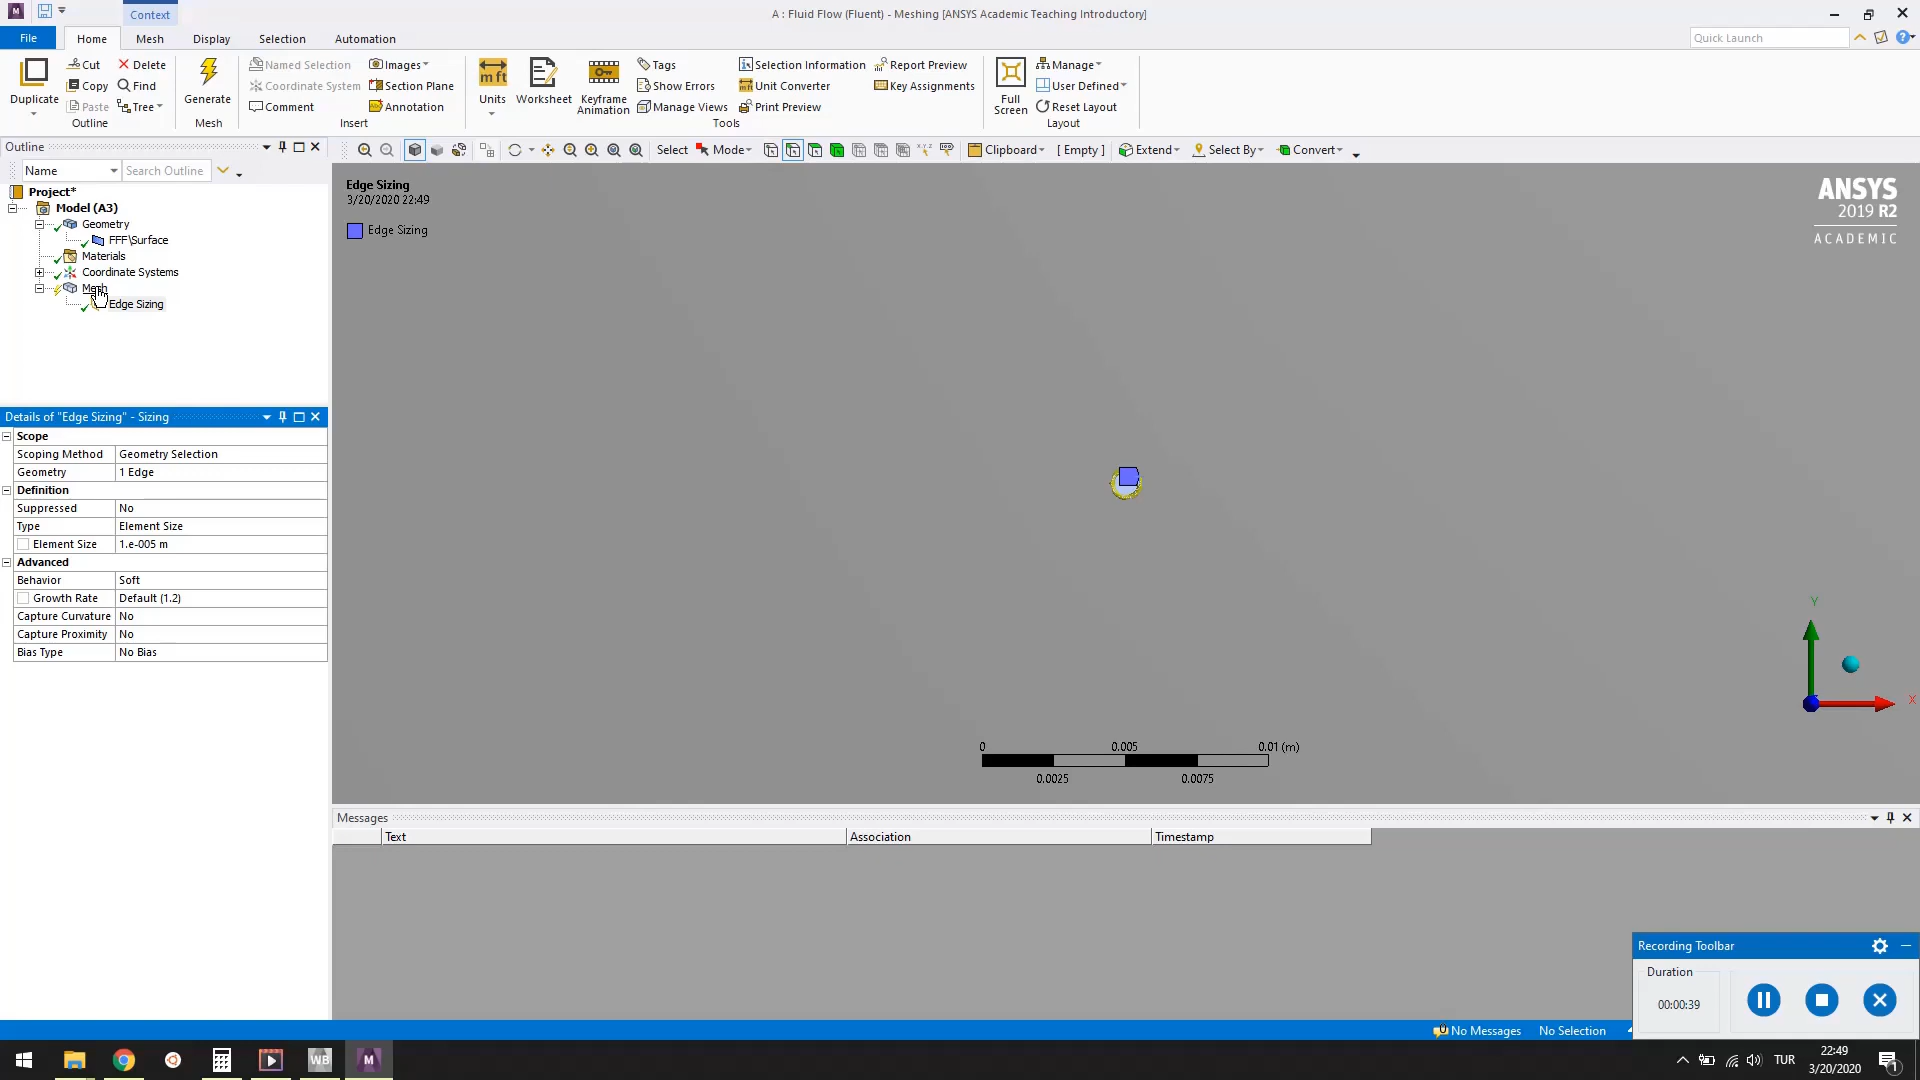 Context
A : Fluid Flow (Fluent) - Meshing [ANSYS Academic Teaching Introductory]
File
Home
Mesh
Display
Selection
Automation
Quick Launch
Duplicate
Cut
Delete
Copy
Find
Paste
Tree
Outline
Generate
Mesh
Named Selection
Images
Coordinate System
Section Plane
Comment
Annotation
Insert
Units
Worksheet
Keyframe
Animation
Tags
Selection Information
Report Preview
Show Errors
Unit Converter
Key Assignments
Manage Views
Print Preview
Tools
Full
Screen
Manage
User Defined
Reset Layout
Layout
Outline
Select
Mode
Clipboard
[ Empty ]
Extend
Select By
Convert
Name
Search Outline
Project*
Model (A3)
Geometry
FFF\Surface
Materials
Coordinate Systems
Mesh
Edge Sizing
Edge Sizing
3/20/2020 22:49
Edge Sizing
ANSYS
2019 R2
ACADEMIC
Details of "Edge Sizing" - Sizing
Scope
Scoping Method Geometry Selection
Geometry 1 Edge
Definition
Suppressed No
Type Element Size
Element Size 1.e-005 m
Advanced
Behavior Soft
Growth Rate Default (1.2)
Capture Curvature No
Capture Proximity No
Bias Type No Bias
Y
X
0 0.005 0.01 (m)
0.0025 0.0075
Messages
Text Association Timestamp
Recording Toolbar
Duration
00:00:39
0 No Messages
No Selection
WB
M
TUR
22:49
3/20/2020
1